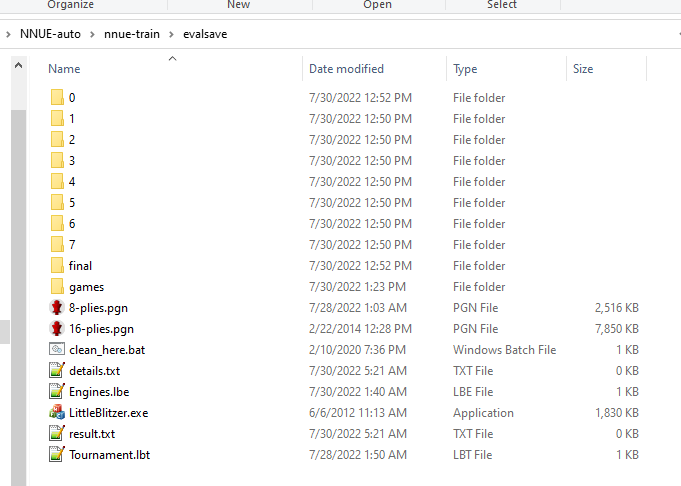 Organize New Open Select
NNUE-auto nnue-train evalsave
Name Date modified Type Size
0 7/30/2022 12:52 PM File folder
1 7/30/2022 12:50 PM File folder
2 7/30/2022 12:50 PM File folder
3 7/30/2022 12:50 PM File folder
4 7/30/2022 12:50 PM File folder
5 7/30/2022 12:50 PM File folder
6 7/30/2022 12:50 PM File folder
7 7/30/2022 12:50 PM File folder
final 7/30/2022 12:52 PM File folder
games 7/30/2022 1:23 PM File folder
8-plies.pgn 7/28/2022 1:03 AM PGN File 2,516 KB
16-plies.pgn 2/22/2014 12:28 PM PGN File 7,850 KB
clean_here.bat 2/10/2020 7:36 PM Windows Batch File 1 KB
details.txt 7/30/2022 5:21 AM TXT File 0 KB
Engines.lbe 7/30/2022 1:40 AM LBE File 1 KB
LittleBlitzer.exe 6/6/2012 11:13 AM Application 1,830 KB
result.txt 7/30/2022 5:21 AM TXT File 0 KB
Tournament.lbt 7/28/2022 1:50 AM LBT File 1 KB